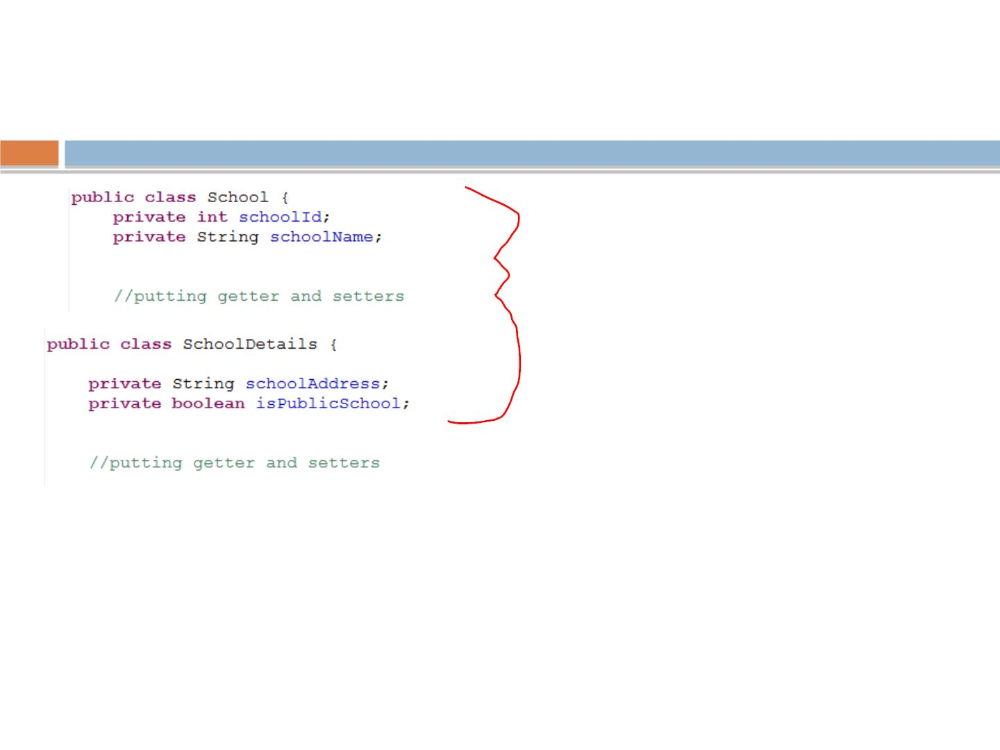 public class School {
private int schoolId;
private String schoolName;
//putting getter and setters
public class SchoolDetails {
private String schoolAddress;
private boolean isPublicSchool;
//putting getter and setters